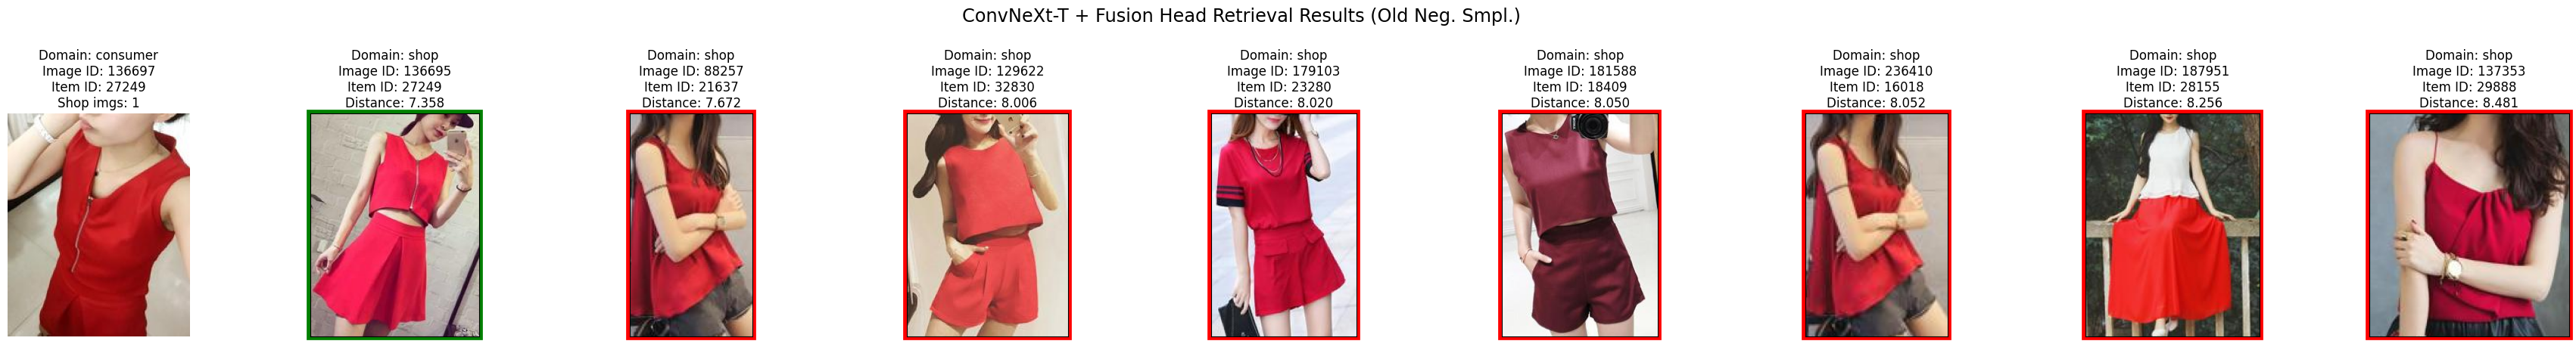 ConvNeXt-T + Fusion Head Retrieval Results (Old Neg. Smpl.)
Domain: consumer
Image ID: 136697
Item ID: 27249
Shop imgs: 1
Domain: shop
Image ID: 136695
Item ID: 27249
Distance: 7.358
Domain: shop
Image ID: 88257
Item ID: 21637
Distance: 7.672
Domain: shop
Image ID: 129622
Item ID: 32830
Distance: 8.006
Domain: shop
Image ID: 179103
Item ID: 23280
Distance: 8.020
Domain: shop
Image ID: 181588
Item ID: 18409
Distance: 8.050
Domain: shop
Image ID: 236410
Item ID: 16018
Distance: 8.052
Domain: shop
Image ID: 187951
Item ID: 28155
Distance: 8.256
Domain: shop
Image ID: 137353
Item ID: 29888
Distance: 8.481